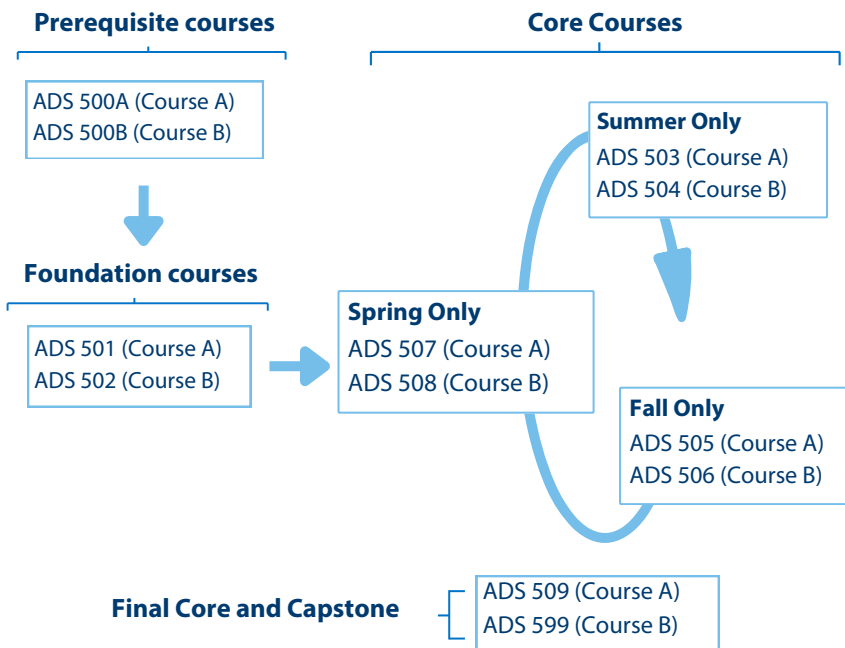 Prerequisite courses
ADS 500A (Course A)
ADS 500B (Course B)
Foundation courses
ADS 501 (Course A)
ADS 502 (Course B)
Core Courses
Spring Only
ADS 507 (Course A)
ADS 508 (Course B)
Summer Only
ADS 503 (Course A)
ADS 504 (Course B)
Fall Only
ADS 505 (Course A)
ADS 506 (Course B)
Final Core and Capstone
ADS 509 (Course A)
ADS 599 (Course B)